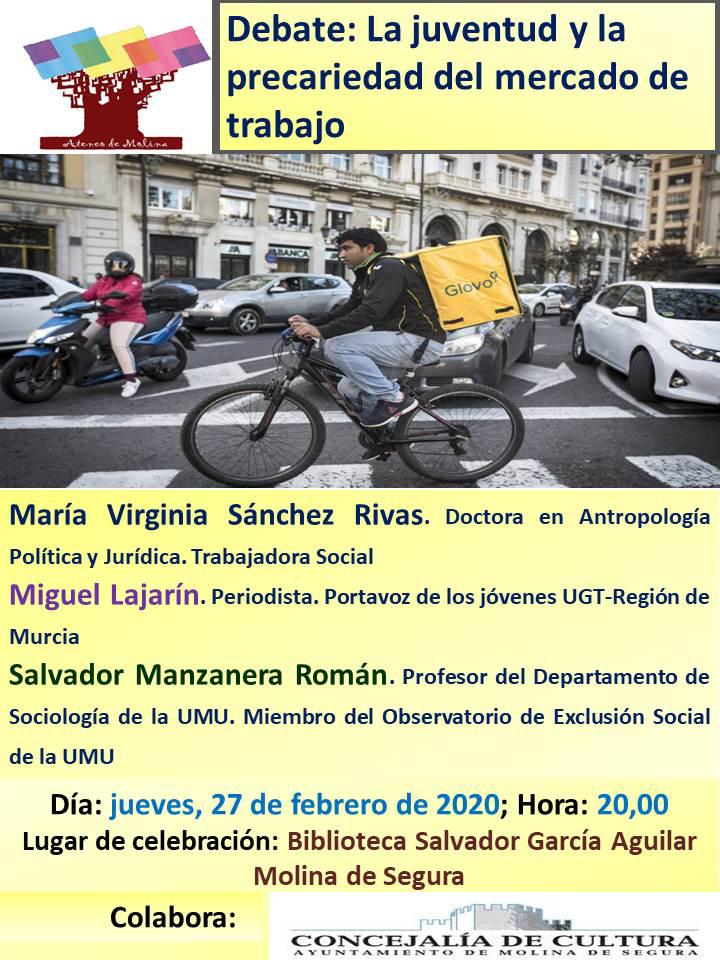 Debate: La juventud y la
precariedad del mercado de
trabajo
Ateneo de Molina
ABANCA
Glovo
María Virginia Sánchez Rivas. Doctora en Antropología
Política y Jurídica. Trabajadora Social
Miguel Lajarín. Periodista. Portavoz de los jóvenes UGT-Región de
Murcia
Salvador Manzanera Román. Profesor del Departamento de
Sociología de la UMU. Miembro del Observatorio de Exclusión Social
de la UMU
Día: jueves, 27 de febrero de 2020; Hora: 20,00
Lugar de celebración: Biblioteca Salvador García Aguilar
Molina de Segura
Colabora:
CONCEJALÍA DE CULTURA
AYUNTAMIENTO DE MOLINA DE SEGURA